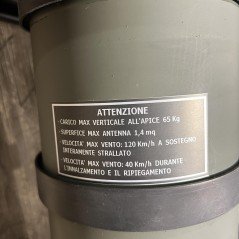 ATTENZIONE
- CARICO MAX VERTICALE ALL'APICE 65 Kg
- SUPERFICE MAX ANTENNA 1,4 mq
- VELOCITA' MAX VENTO: 120 Km/h A SOSTEGNO
INTERAMENTE STRALLATO
- VELOCITA' MAX VENTO: 40 Km/h DURANTE
L'INNALZAMENTO E IL RIPIEGAMENTO